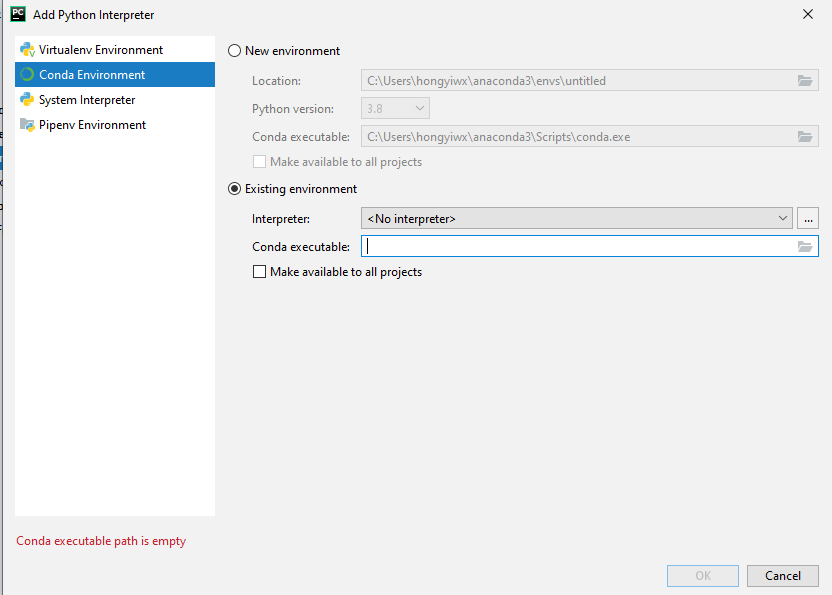 PC Add Python Interpreter
Virtualenv Environment
Conda Environment
System Interpreter
Pipenv Environment
New environment
Location: C:\Users\hongyiwx\anaconda3\envs\untitled
Python version: 3.8
Conda executable: C:\Users\hongyiwx\anaconda3\Scripts\conda.exe
Make available to all projects
Existing environment
Interpreter: <No interpreter> ...
Conda executable:
Make available to all projects
Conda executable path is empty
OK Cancel